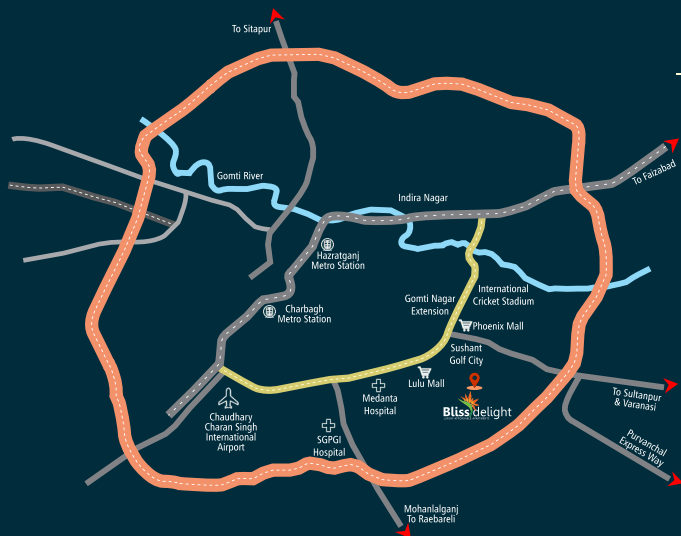 To Sitapur
To Faizabad
Gomti River
Indira Nagar
Hazratganj
Metro Station
International
Cricket Stadium
Gomti Nagar
Extension
Charbagh
Metro Station
Phoenix Mall
Sushant
Golf City
Lulu Mall
Medanta
Hospital
Bliss delight
To Sultanpur
& Varanasi
Chaudhary
Charan Singh
International
Airport
SGPGI
Hospital
Purvanchal
Express Way
Mohanlalganj
To Raebareli